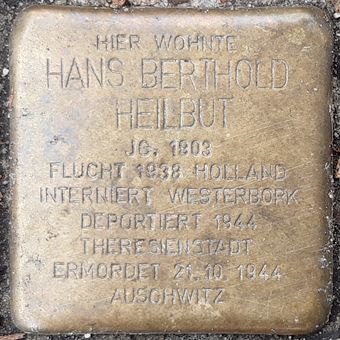 HIER WOHNTE
HANS BERTHOLD
HEILBUT
JG. 1903
FLUCHT 1938 HOLLAND
INTERNIERT WESTERBORK
DEPORTIERT 1944
THERESIENSTADT
ERMORDET 21.10.1944
AUSCHWITZ